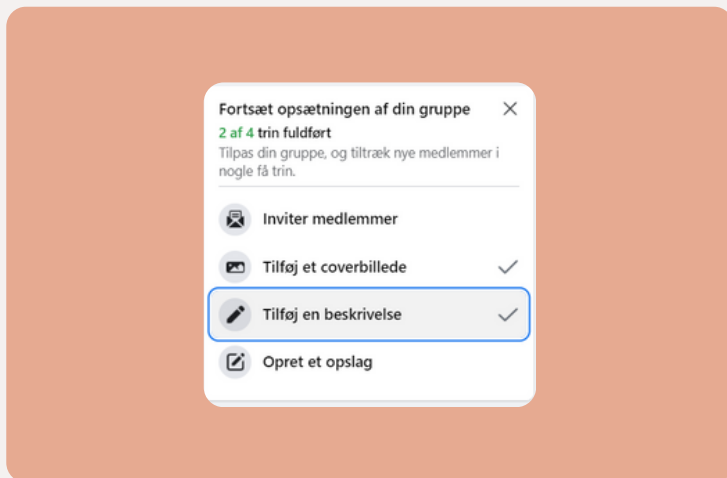 Fortsæt opsætningen af din gruppe
2 af 4 trin fuldført
Tilpas din gruppe, og tiltræk nye medlemmer i
nogle få trin.
Inviter medlemmer
Tilføj et coverbillede
Tilføj en beskrivelse
Opret et opslag